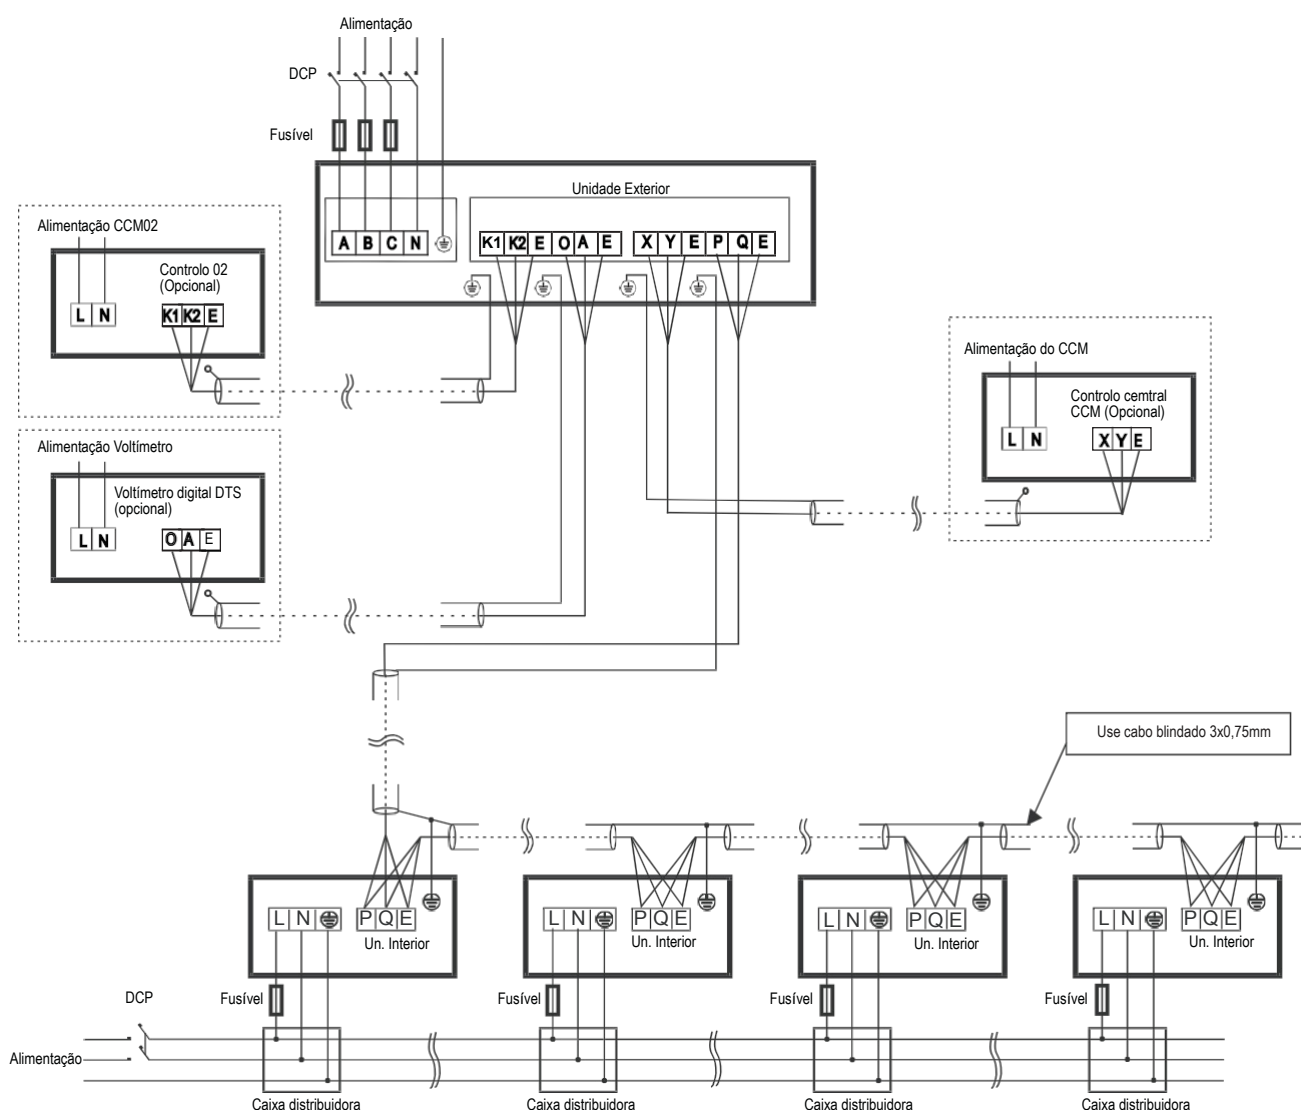 Alimentação
DCP
Fusível
Unidade Exterior
A B C N
K1 K2 E O A E X Y E P Q E
Alimentação CCM02
Controlo 02
(Opcional)
L N K1 K2 E
Alimentação do CCM
Controlo cemtral
CCM (Opcional)
L N X Y E
Alimentação Voltímetro
Voltímetro digital DTS
(opcional)
L N O A E
Use cabo blindado 3x0,75mm
L N P Q E
Un. Interior
L N P Q E
Un. Interior
L N P Q E
Un. Interior
L N P Q E
Un. Interior
DCP
Fusível
Fusível
Fusível
Fusível
Alimentação
Caixa distribuidora
Caixa distribuidora
Caixa distribuidora
Caixa distribuidora